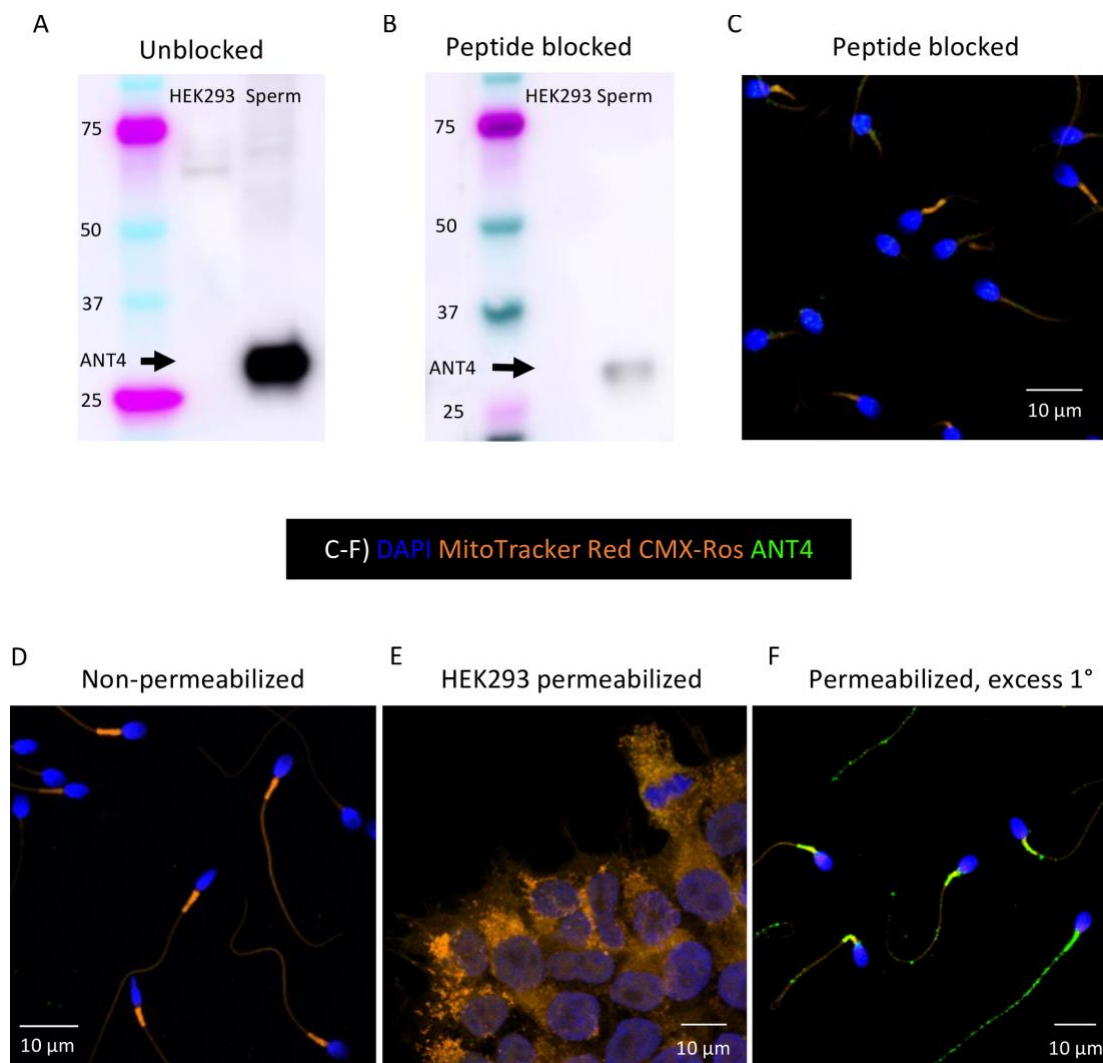 A
Unblocked
HEK293 Sperm
75
50
37
ANT4
25
B
Peptide blocked
HEK293 Sperm
75
50
37
ANT4
25
C
Peptide blocked
10 µm
C-F) DAPI MitoTracker Red CMX-Ros ANT4
D
Non-permeabilized
10 µm
E
HEK293 permeabilized
10 µm
F
Permeabilized, excess 1°
10 µm